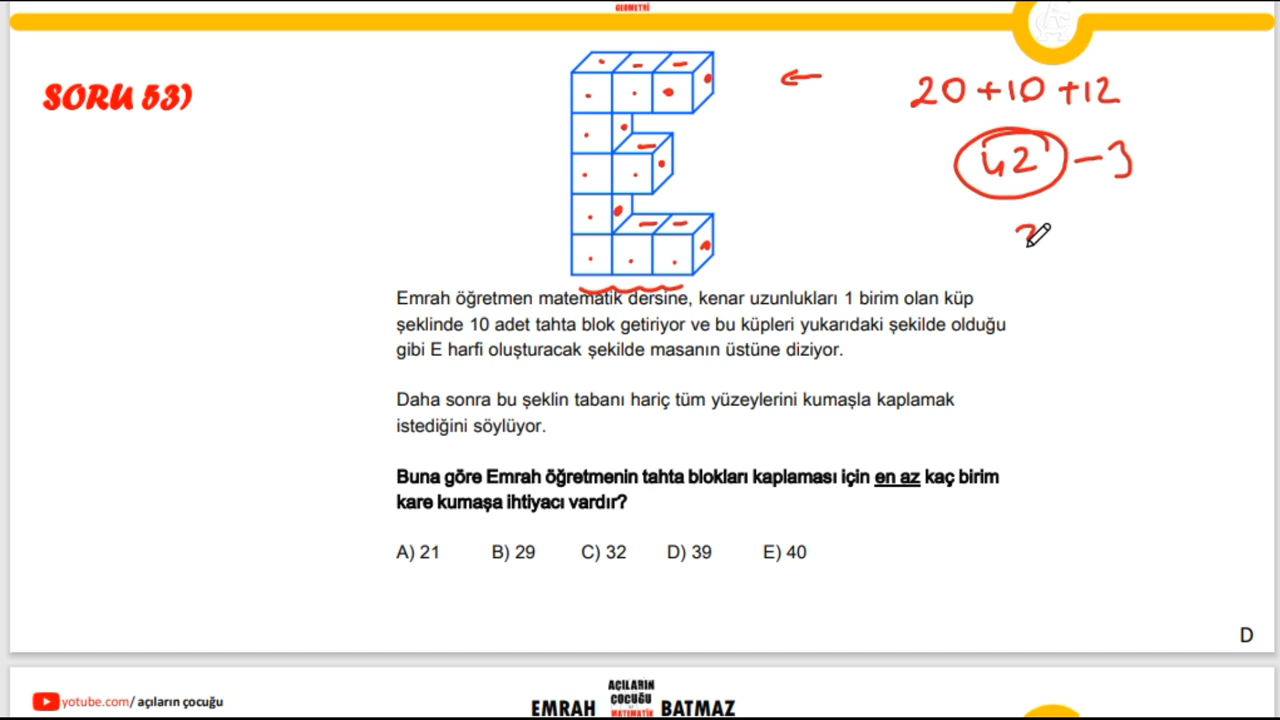 GEOMETRİ
SORU 53)
20 + 10 + 12
42 - 3
Emrah öğretmen matematik dersine, kenar uzunlukları 1 birim olan küp
şeklinde 10 adet tahta blok getiriyor ve bu küpleri yukarıdaki şekilde olduğu
gibi E harfi oluşturacak şekilde masanın üstüne diziyor.
Daha sonra bu şeklin tabanı hariç tüm yüzeylerini kumaşla kaplamak
istediğini söylüyor.
Buna göre Emrah öğretmenin tahta blokları kaplaması için en az kaç birim
kare kumaşa ihtiyacı vardır?
A) 21 B) 29 C) 32 D) 39 E) 40
D
yotube.com/ açıların çocuğu
AÇILARIN
ÇOCUĞU
EMRAH MATEMATİK BATMAZ